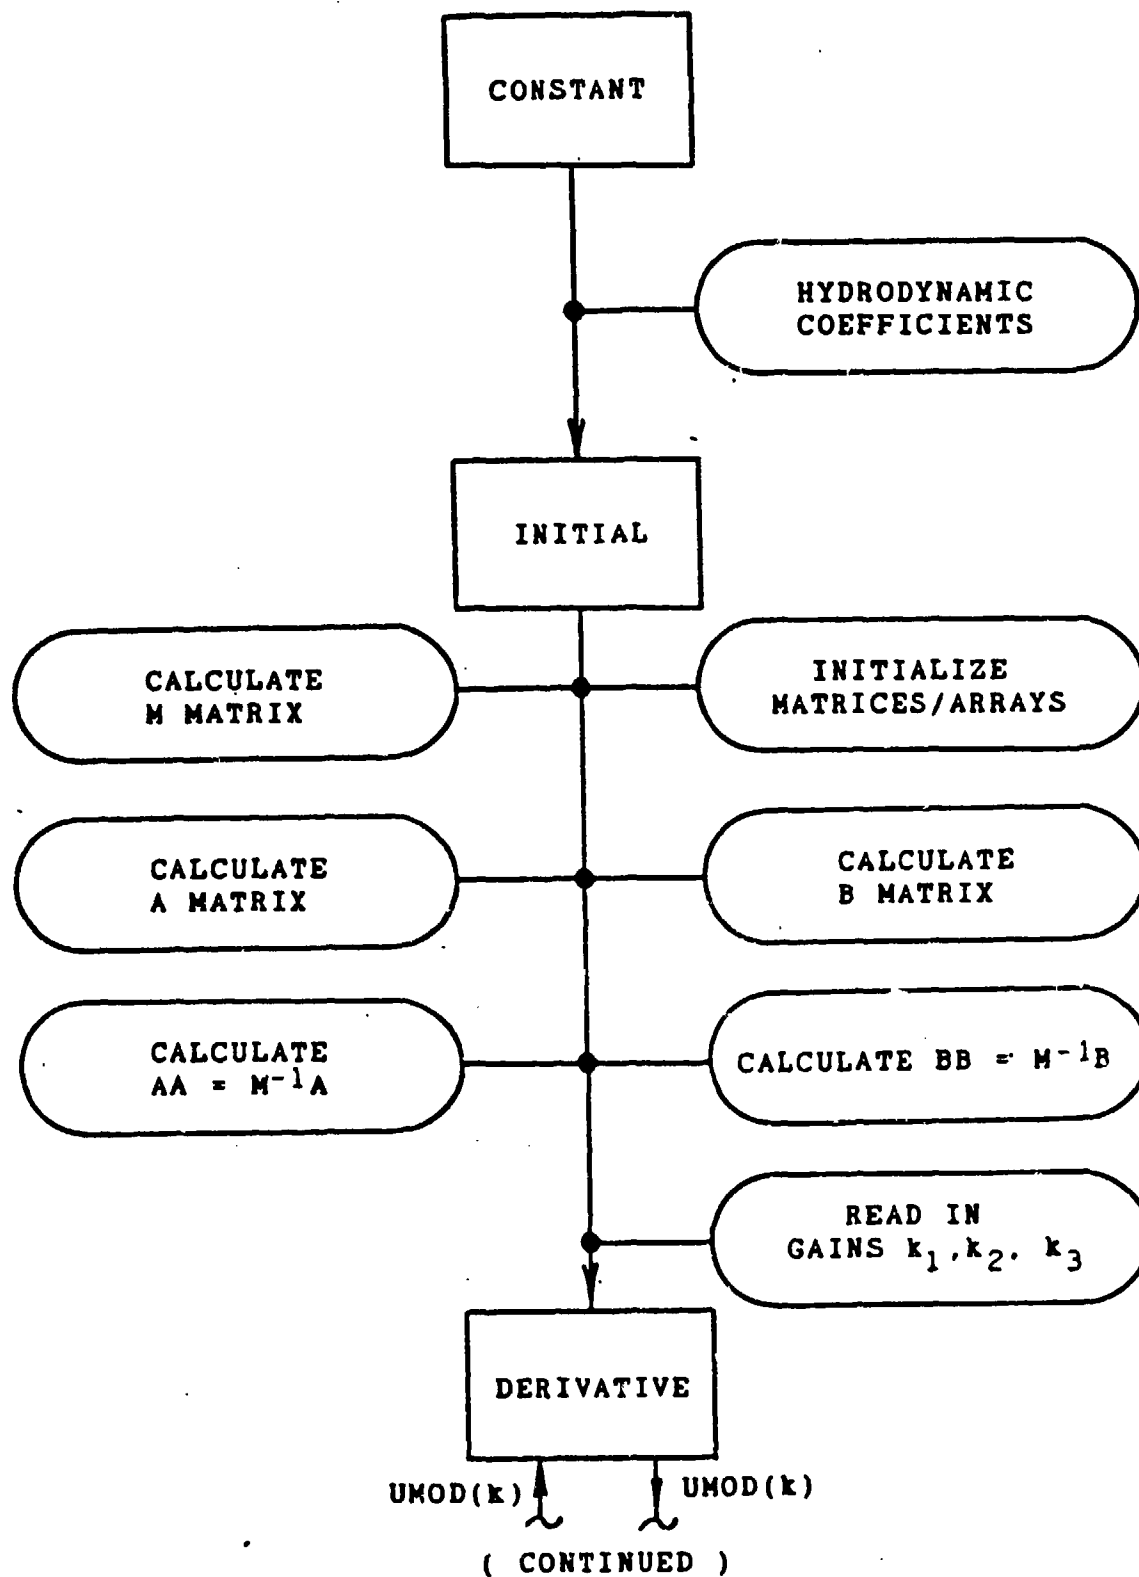 CONSTANT
HYDRODYNAMIC
COEFFICIENTS
INITIAL
CALCULATE
M MATRIX
INITIALIZE
MATRICES/ARRAYS
CALCULATE
A MATRIX
CALCULATE
B MATRIX
CALCULATE
AA = M⁻¹A
CALCULATE BB = M⁻¹B
READ IN
GAINS k₁, k₂, k₃
DERIVATIVE
UMOD(k)
UMOD(k)
( CONTINUED )